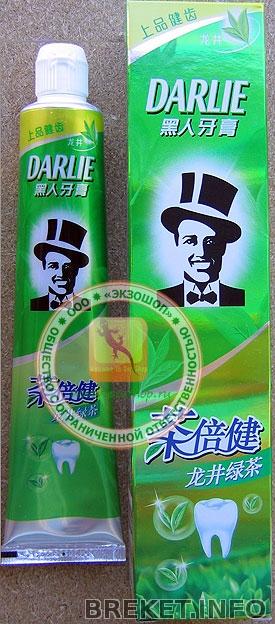 上品健齿
龙井
DARLIE
黑人牙膏
茶倍健
龙井绿茶
上品健齿
龙井
DARLIE
黑人牙膏
茶倍健
龙井绿茶
ООО «ЭКЗОШОП»
ОБЩЕСТВО С ОГРАНИЧЕННОЙ ОТВЕТСТВЕННОСТЬЮ
BREKET.INFO